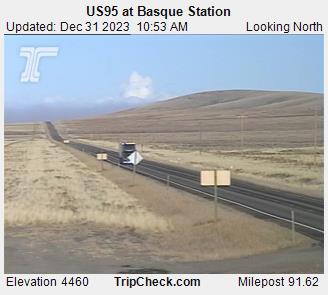 US95 at Basque Station
Updated: Dec 31 2023 10:53 AM Looking North
Elevation 4460 TripCheck.com Milepost 91.62